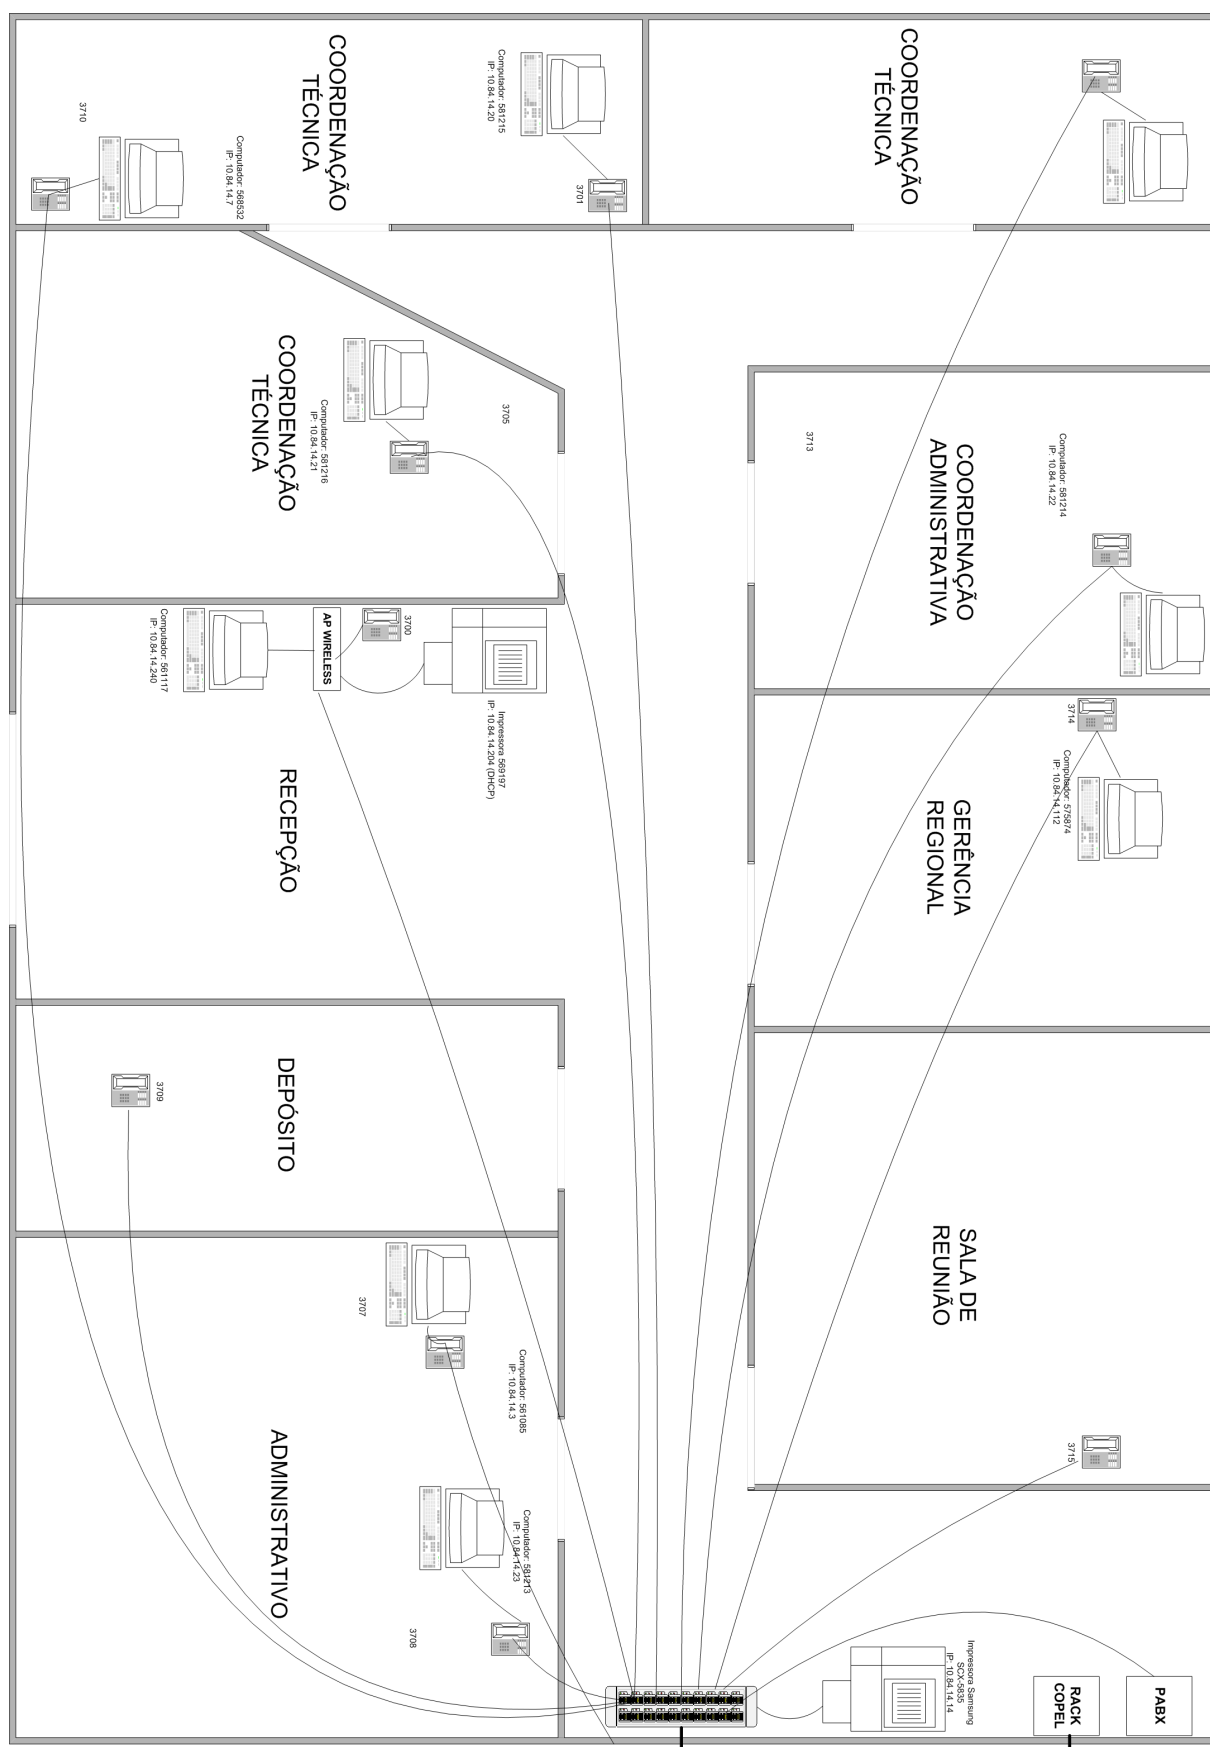 COORDENAÇÃO
TÉCNICA
3710
Computador: 568532
IP: 10.84.14.7
Computador: 581215
IP: 10.84.14.20
3701
COORDENAÇÃO
TÉCNICA
COORDENAÇÃO
TÉCNICA
Computador: 581216
IP: 10.84.14.21
3705
3713
COORDENAÇÃO
ADMINISTRATIVA
Computador: 581214
IP: 10.84.14.22
Computador: 561117
IP: 10.84.14.240
AP WIRELESS
3700
Impressora 569197
IP: 10.84.14.204 (DHCP)
RECEPÇÃO
3714
Computador: 575874
IP: 10.84.14.112
GERÊNCIA
REGIONAL
DEPÓSITO
3709
SALA DE
REUNIÃO
3715
3707
Computador: 561085
IP: 10.84.14.3
ADMINISTRATIVO
Computador: 581213
IP: 10.84.14.23
3708
Impressora Samsung
SCX-5835
IP: 10.84.14.14
RACK
COPEL
PABX